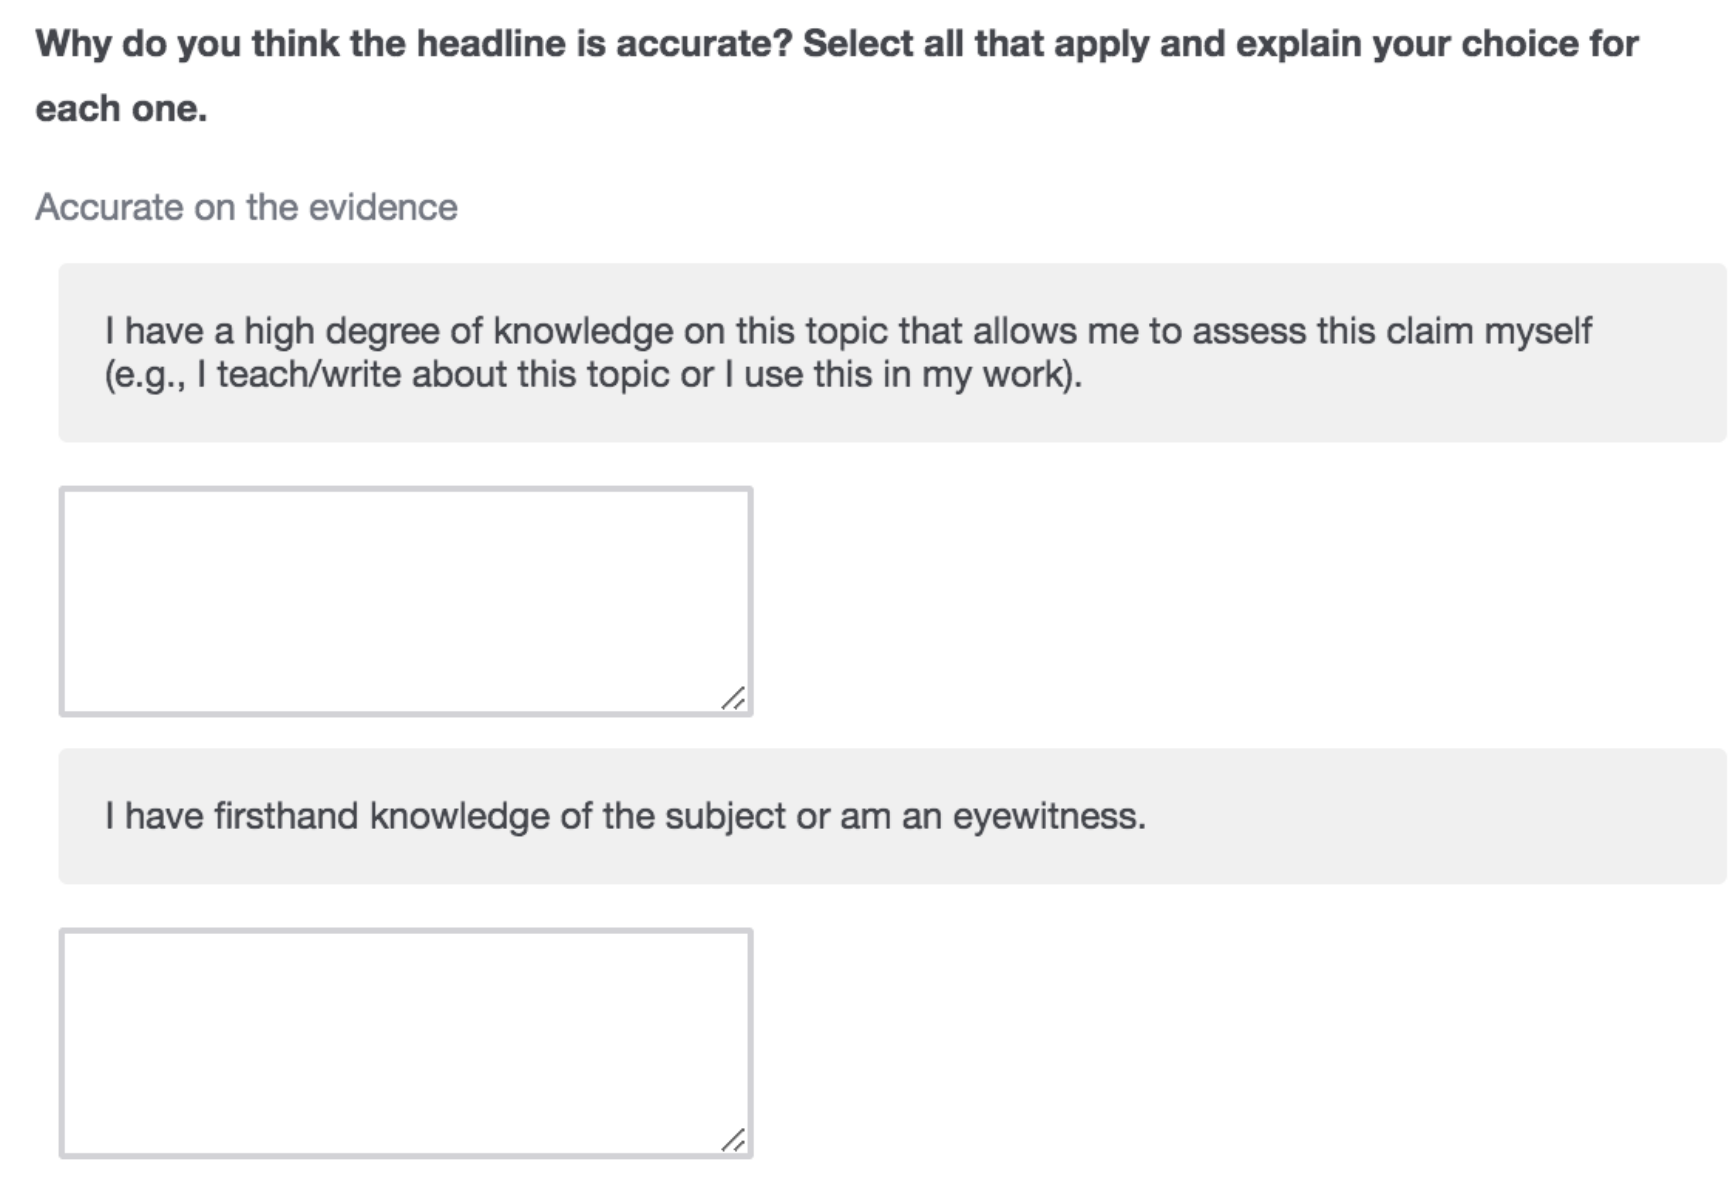 Why do you think the headline is accurate? Select all that apply and explain your choice for
each one.
Accurate on the evidence
I have a high degree of knowledge on this topic that allows me to assess this claim myself
(e.g., I teach/write about this topic or I use this in my work).
I have firsthand knowledge of the subject or am an eyewitness.